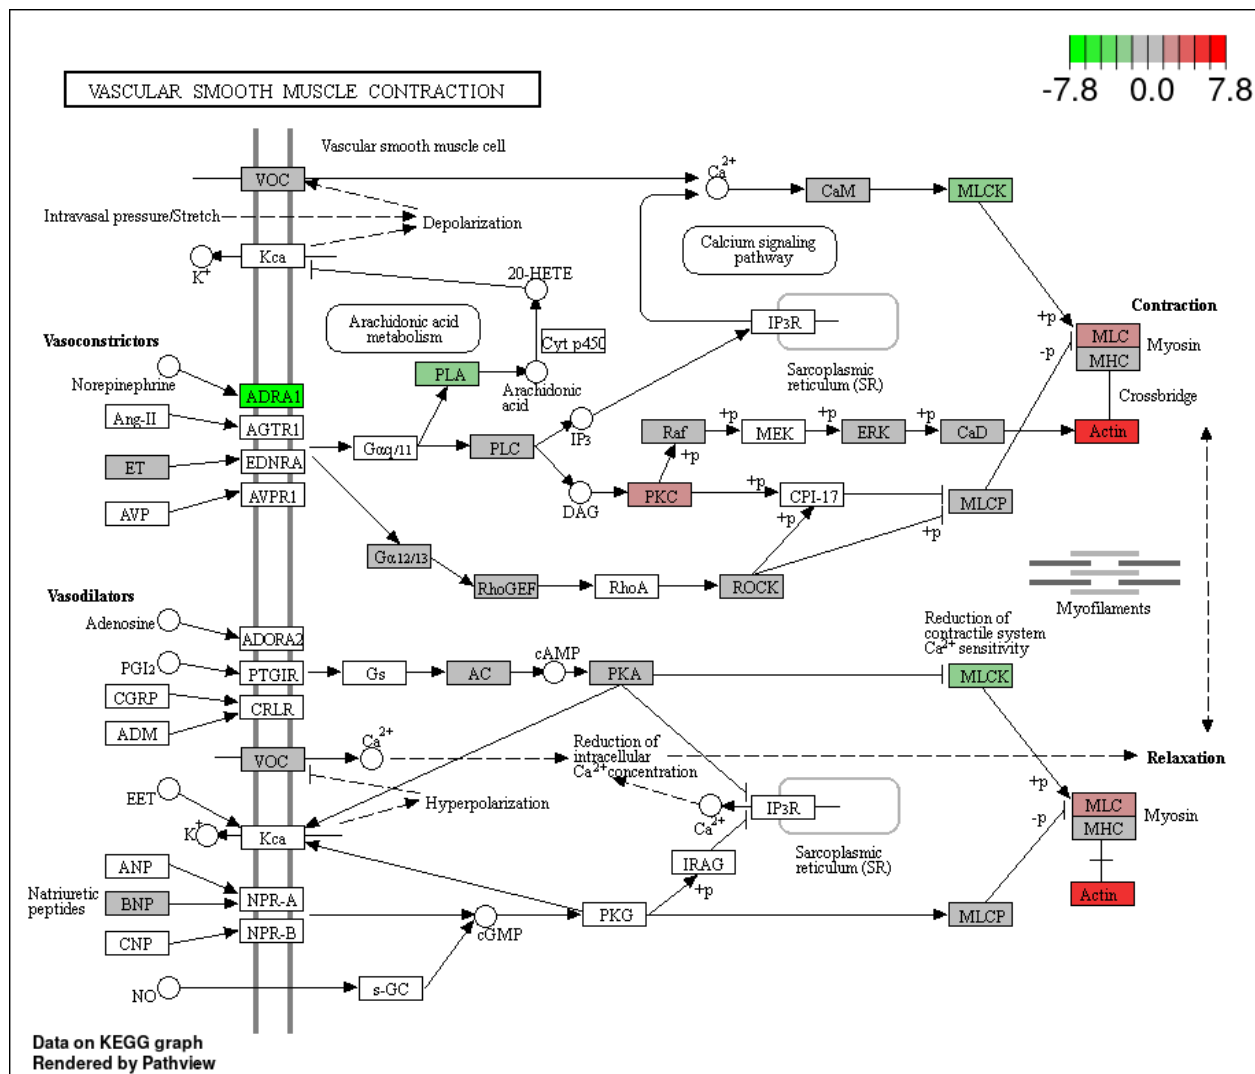 -7.8 0.0 7.8
VASCULAR SMOOTH MUSCLE CONTRACTION
Vascular smooth muscle cell
VOC
Ca2+
CaM
MLCK
Intravasal pressure/Stretch
Depolarization
Kca
K+
Calcium signaling
pathway
20-HETE
Arachidonic acid
metabolism
Cyt p450
IP3R
Sarcoplasmic
reticulum (SR)
Contraction
+p
-p
MLC
MHC
Myosin
Crossbridge
Actin
Vasoconstrictors
Norepinephrine
ADRA1
PLA
Arachidonic
acid
Ang-II
AGTR1
Gαq/11
PLC
IP3
Raf
+p
MEK
+p
ERK
+p
CaD
ET
EDNRA
+p
DAG
PKC
+p
CPI-17
MLCP
AVP
AVPR1
+p
+p
Gα12/13
RhoGEF
RhoA
ROCK
Myofilaments
Vasodilators
Adenosine
ADORA2
Reduction of
contractile system
Ca2+ sensitivity
PGI2
PTGIR
Gs
AC
cAMP
PKA
MLCK
CGRP
CRLR
ADM
VOC
Ca2+
Reduction of
intracellular
Ca2+ concentration
Relaxation
EET
Hyperpolarization
K+
Kca
Ca2+
IP3R
Sarcoplasmic
reticulum (SR)
+p
-p
MLC
MHC
Myosin
Actin
ANP
IRAG
+p
Natriuretic
peptides
BNP
NPR-A
cGMP
PKG
MLCP
CNP
NPR-B
NO
s-GC
Data on KEGG graph
Rendered by Pathview